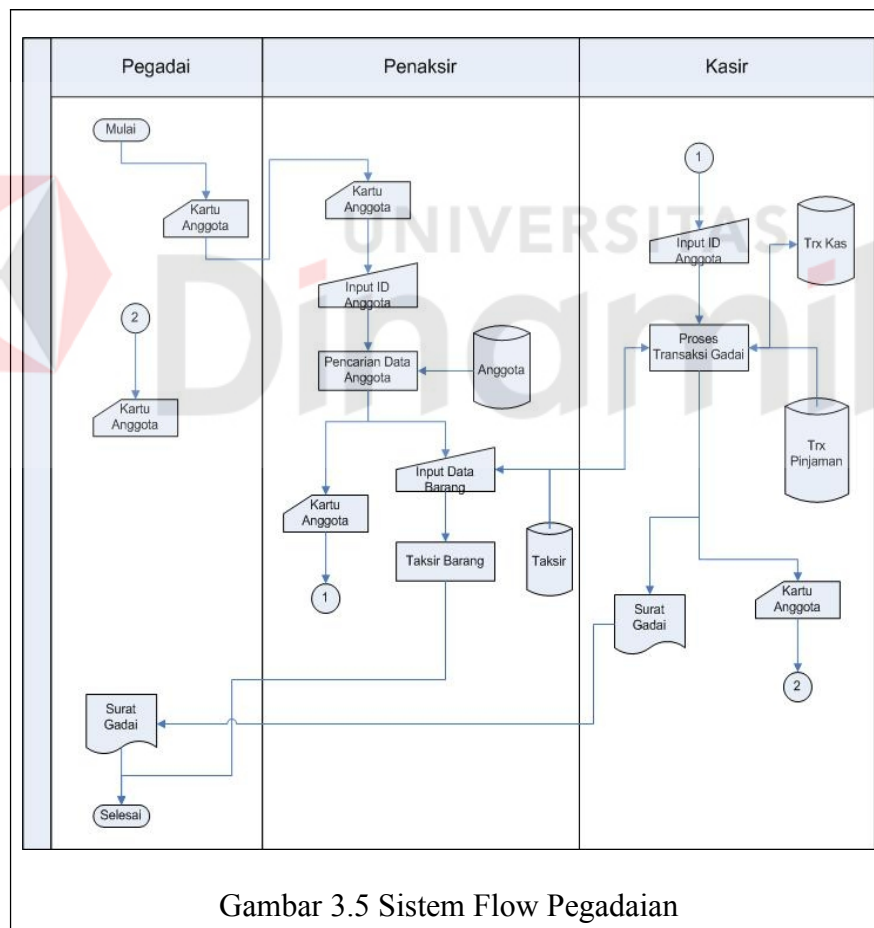 Pegadai
Penaksir
Kasir
Mulai
Kartu
Anggota
2
Kartu
Anggota
Surat
Gadai
Selesai
Kartu
Anggota
Input ID
Anggota
Pencarian Data
Anggota
Anggota
Input Data
Barang
Kartu
Anggota
1
Taksir Barang
Taksir
1
Input ID
Anggota
Trx Kas
Proses
Transaksi Gadai
Trx
Pinjaman
Surat
Gadai
Kartu
Anggota
2
UNIVERSITAS
Dinamik
Gambar 3.5 Sistem Flow Pegadaian